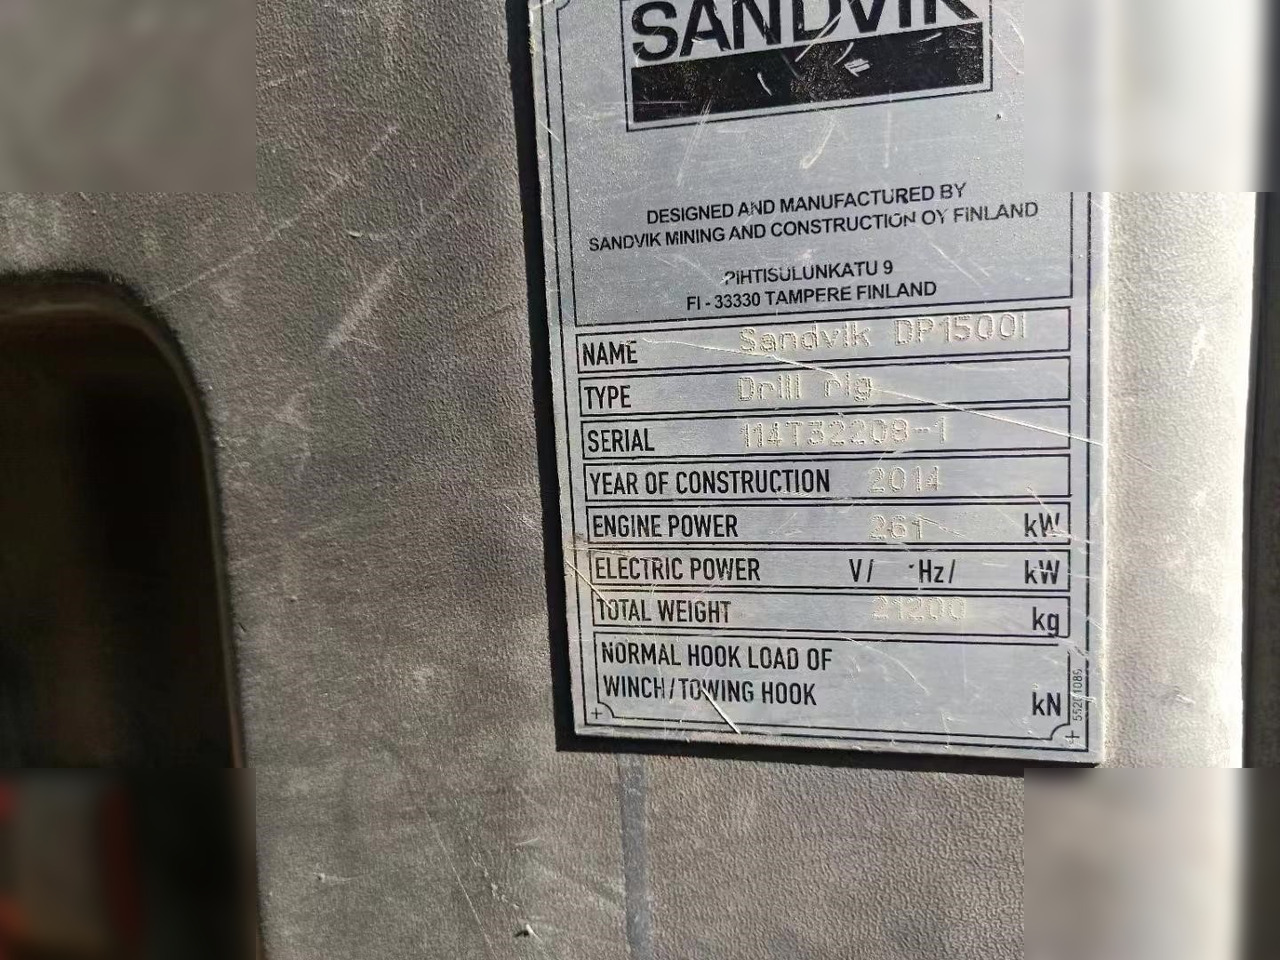 SANDVIK
DESIGNED AND MANUFACTURED BY
SANDVIK MINING AND CONSTRUCTION OY FINLAND
PIHTISULUNKATU 9
FI - 33330 TAMPERE FINLAND
NAME Sandvik DP1500I
TYPE Drill rig
SERIAL 114T32208-1
YEAR OF CONSTRUCTION 2014
ENGINE POWER 261 kW
ELECTRIC POWER V/ Hz/ kW
TOTAL WEIGHT 21200 kg
NORMAL HOOK LOAD OF
WINCH/TOWING HOOK kN